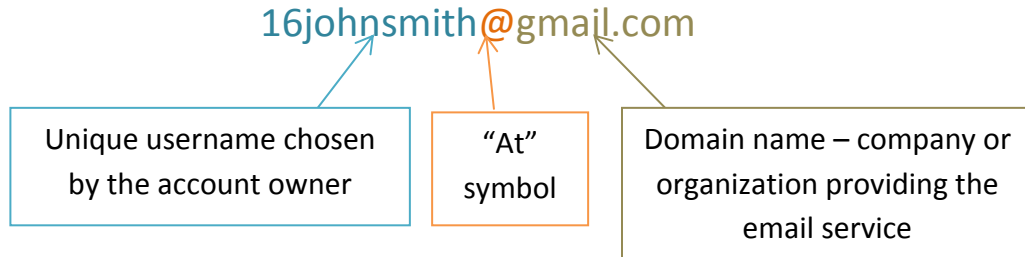 16johnsmith@gmail.com
Unique username chosen
by the account owner
“At”
symbol
Domain name – company or
organization providing the
email service